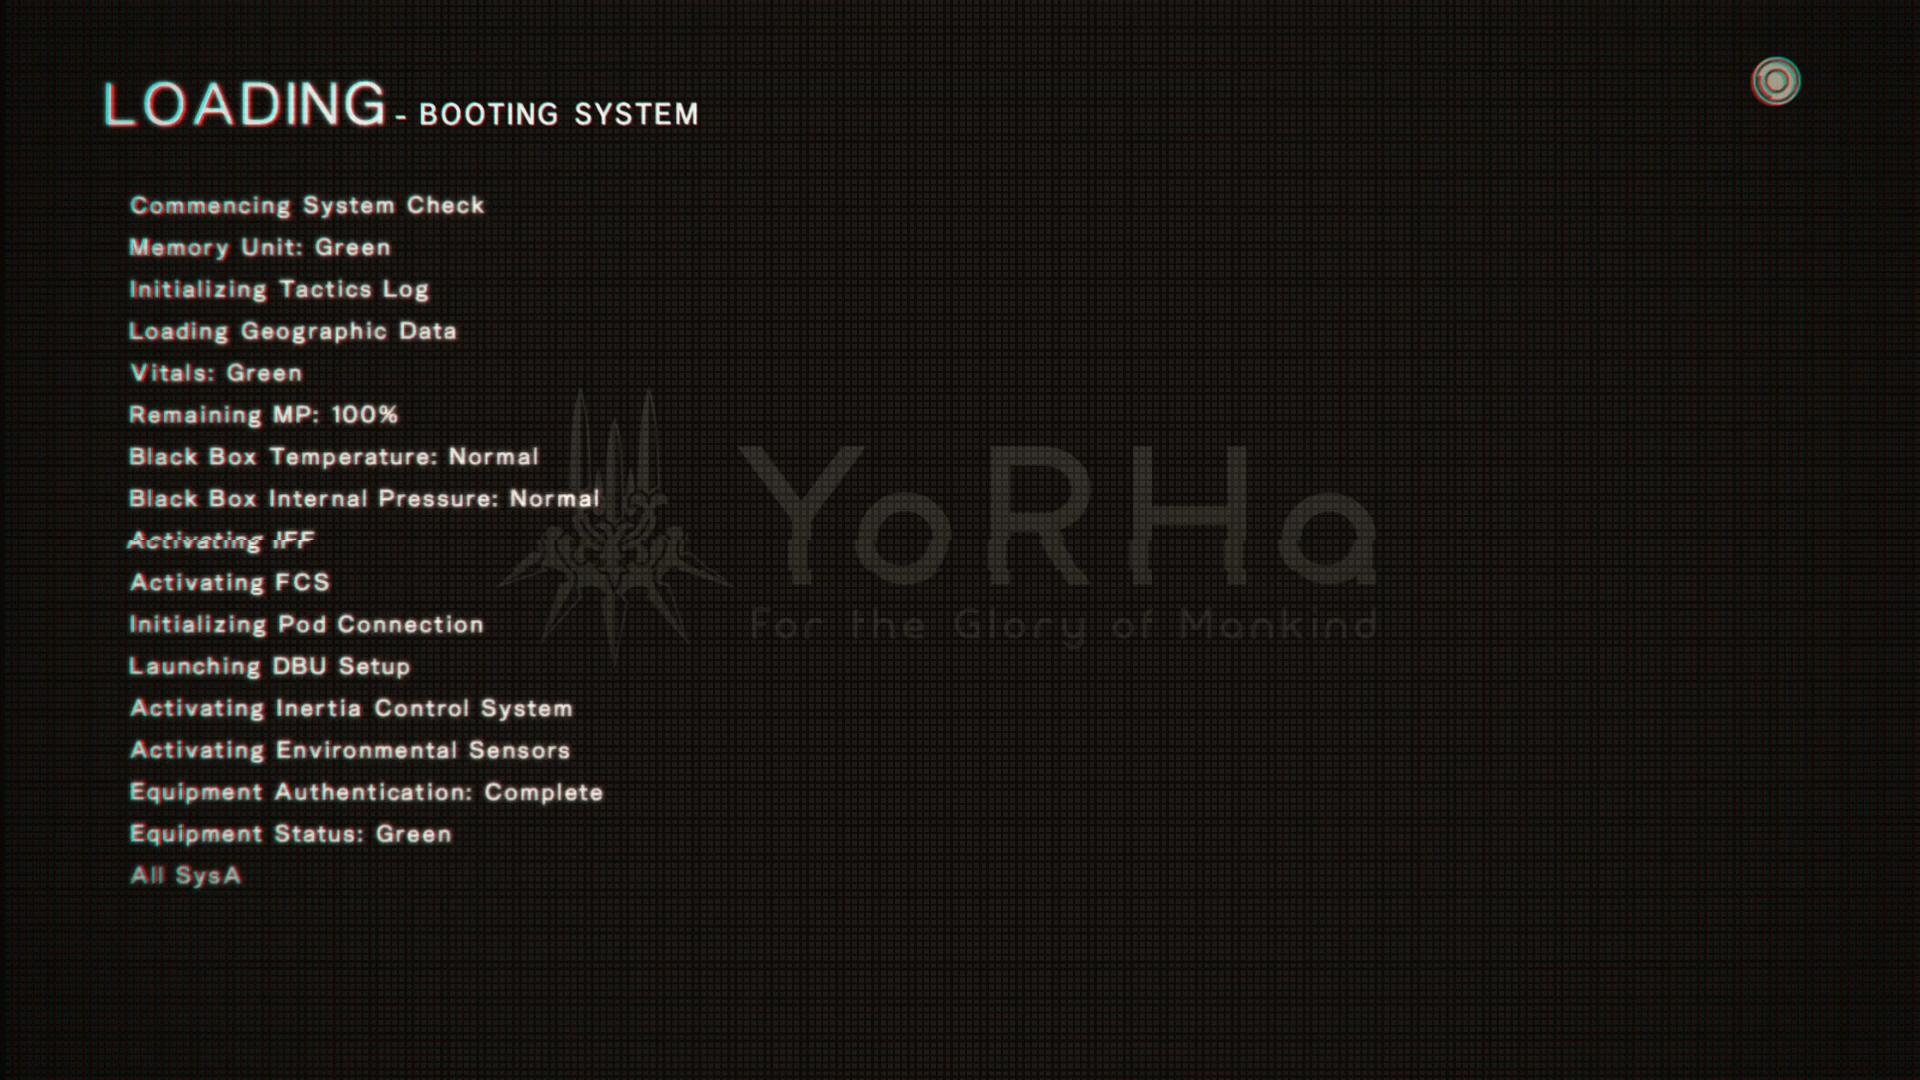 LOADING - BOOTING SYSTEM
Commencing System Check
Memory Unit: Green
Initializing Tactics Log
Loading Geographic Data
Vitals: Green
Remaining MP: 100%
Black Box Temperature: Normal
Black Box Internal Pressure: Normal
Activating IFF
Activating FCS
Initializing Pod Connection
Launching DBU Setup
Activating Inertia Control System
Activating Environmental Sensors
Equipment Authentication: Complete
Equipment Status: Green
All SysA
YoRHa
For the Glory of Mankind